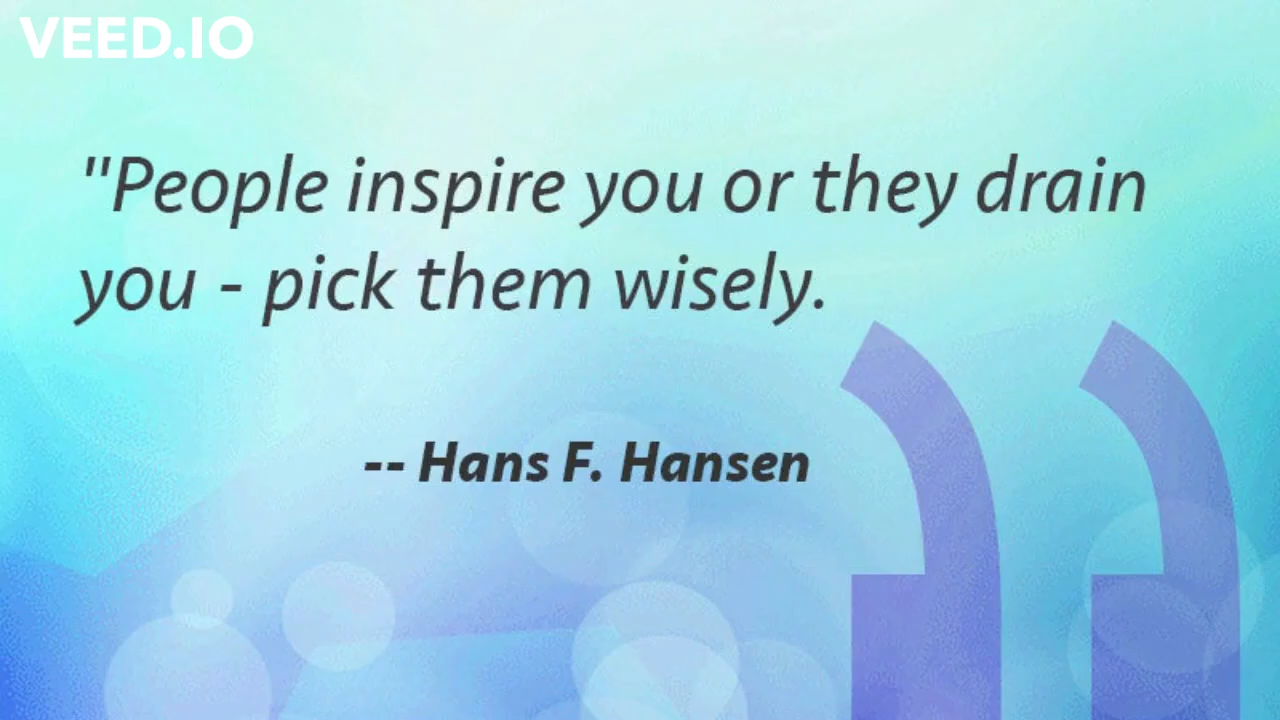 VEED.IO
"People inspire you or they drain
you - pick them wisely.
-- Hans F. Hansen